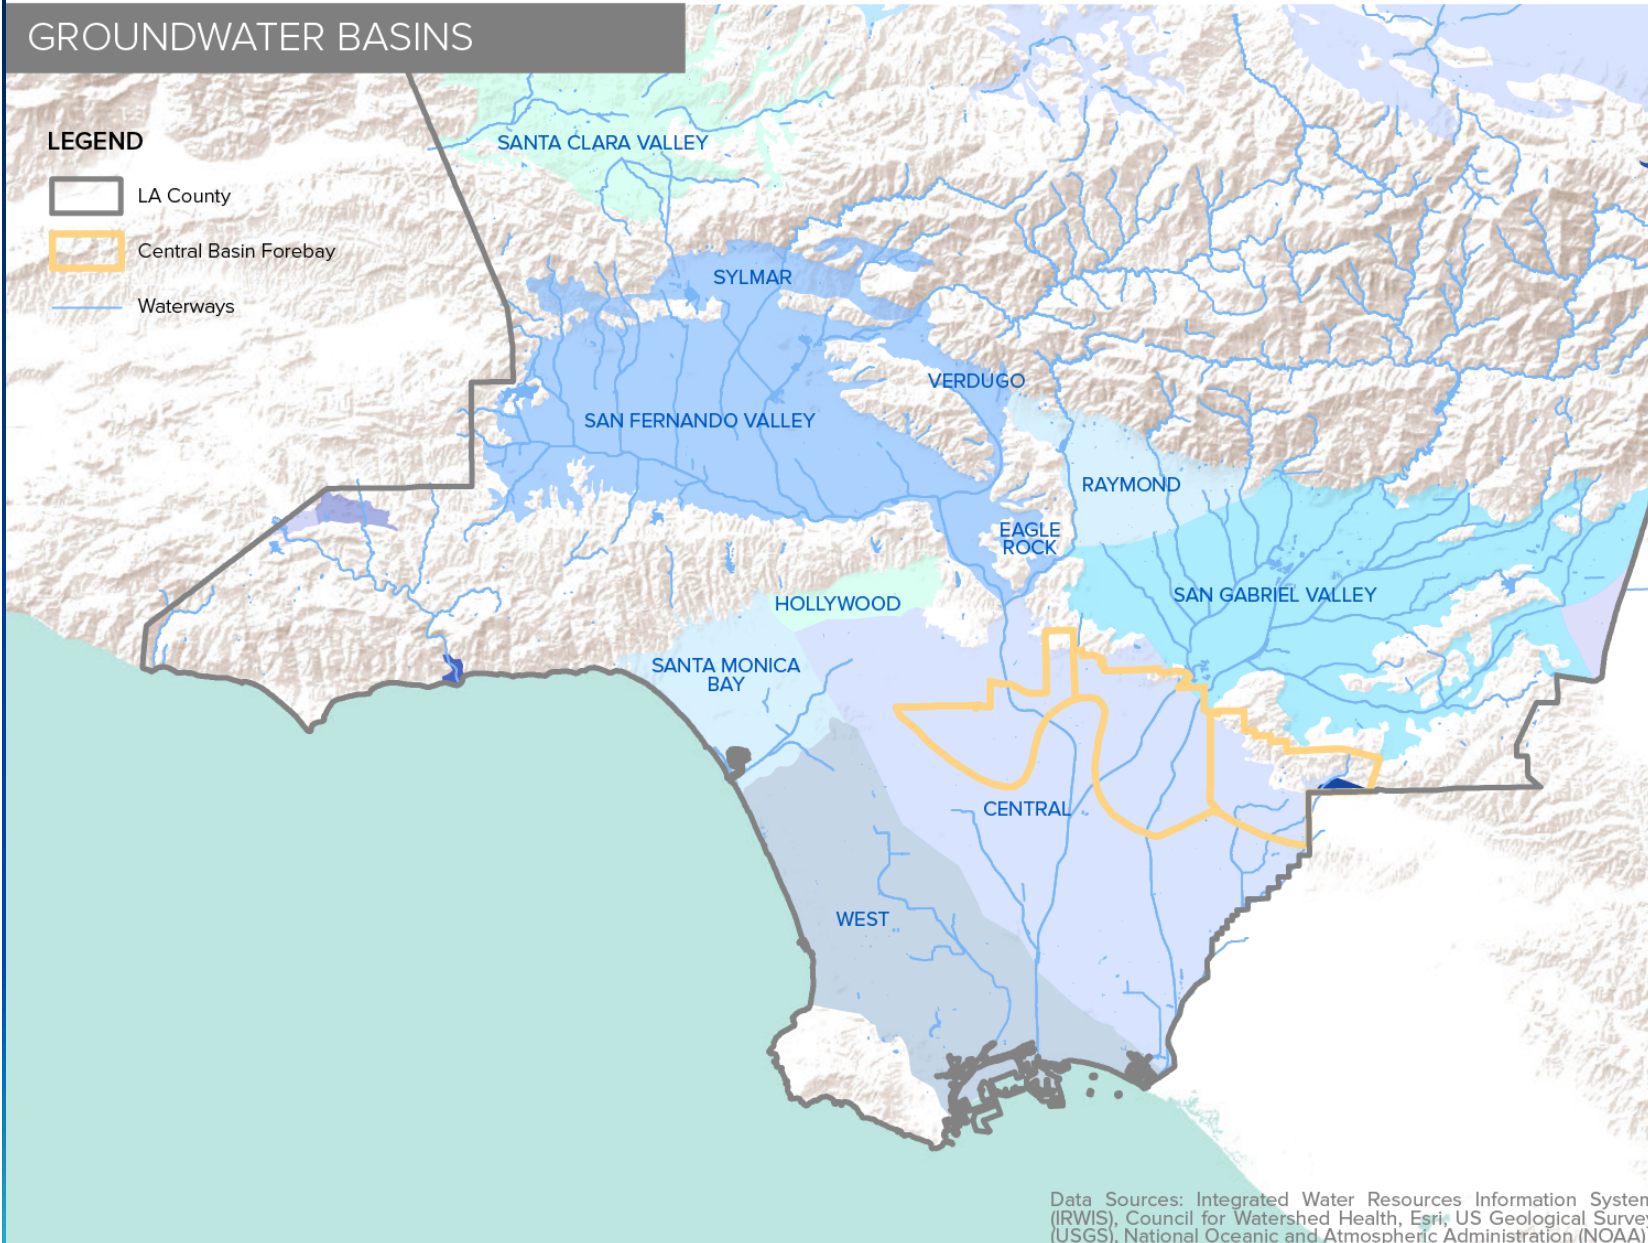 GROUNDWATER BASINS
LEGEND
LA County
Central Basin Forebay
Waterways
SANTA CLARA VALLEY
SYLMAR
VERDUGO
SAN FERNANDO VALLEY
RAYMOND
EAGLE
ROCK
SAN GABRIEL VALLEY
HOLLYWOOD
SANTA MONICA
BAY
CENTRAL
WEST
Data Sources: Integrated Water Resources Information System
(IRWIS), Council for Watershed Health, Esri, US Geological Survey
(USGS), National Oceanic and Atmospheric Administration (NOAA)